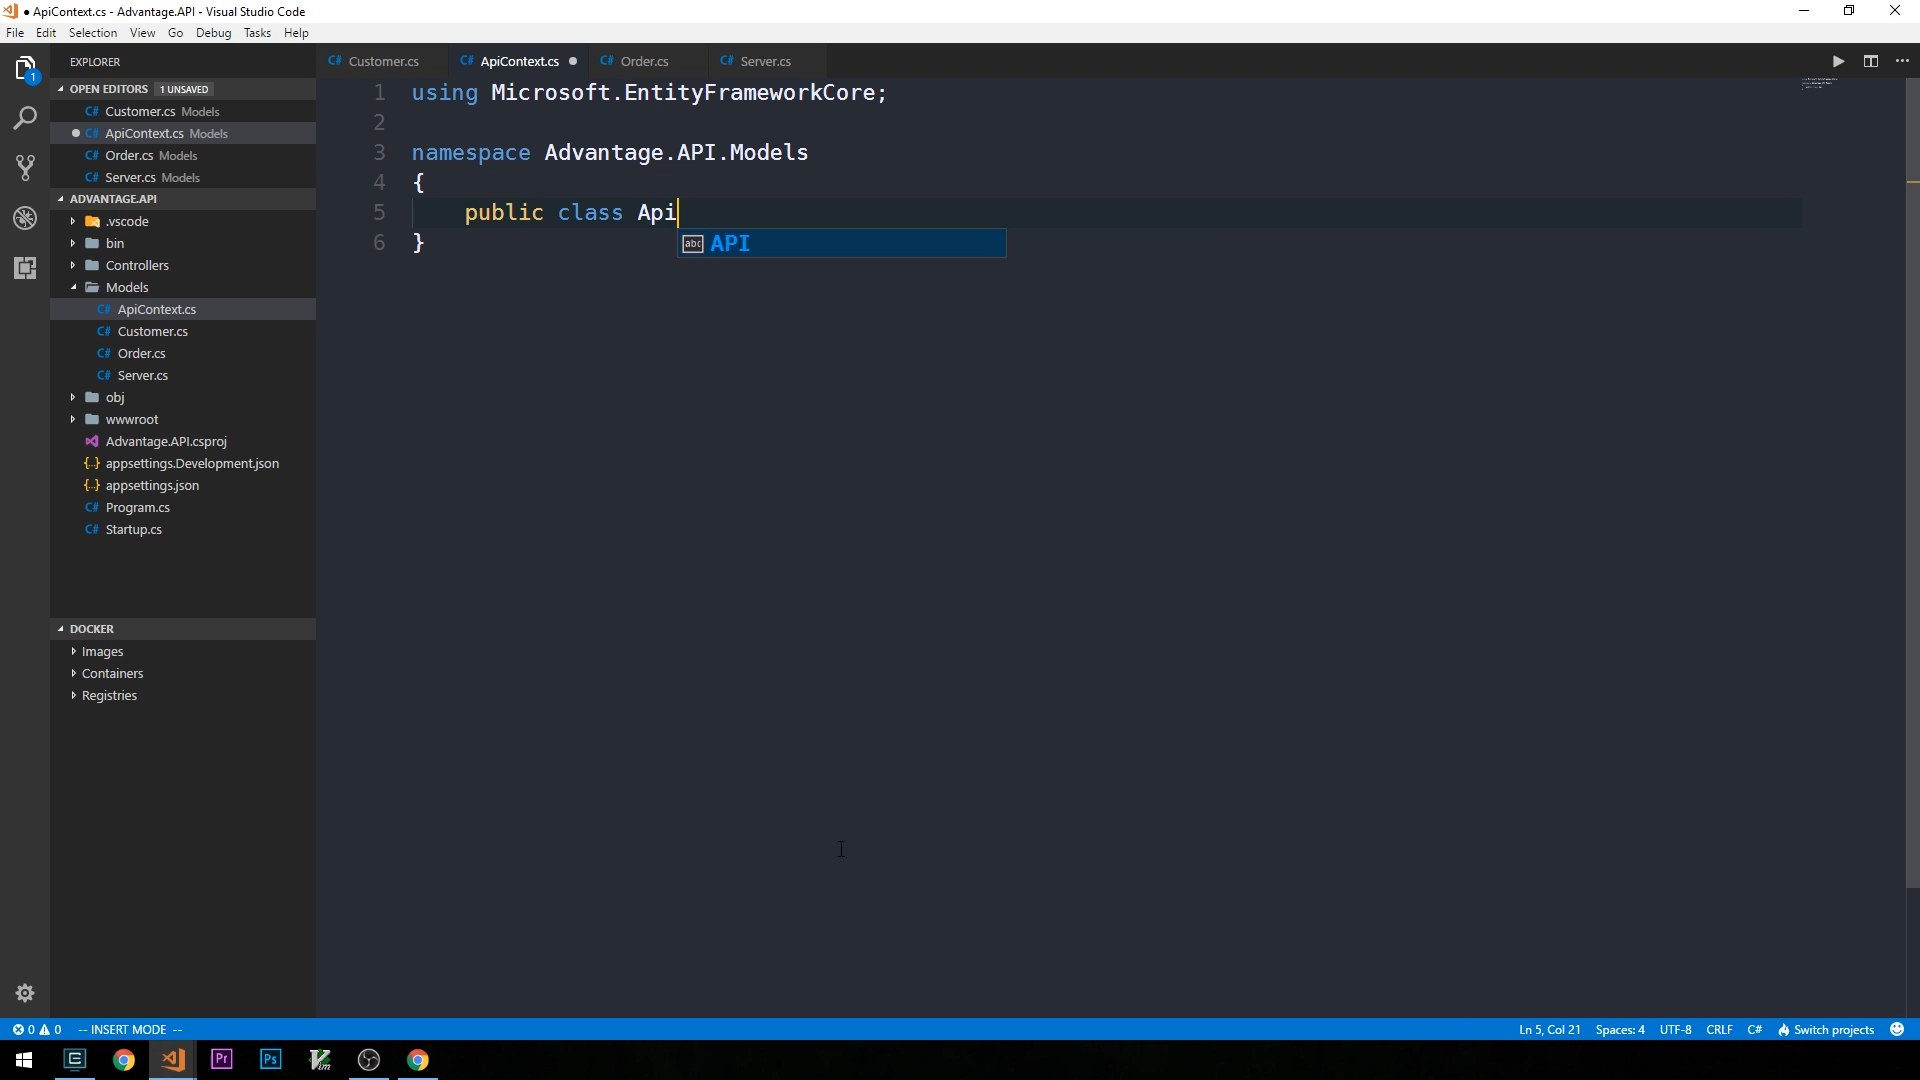 ● ApiContext.cs - Advantage.API - Visual Studio Code
File Edit Selection View Go Debug Tasks Help
EXPLORER
OPEN EDITORS 1 UNSAVED
C# Customer.cs Models
● C# ApiContext.cs Models
C# Order.cs Models
C# Server.cs Models
ADVANTAGE.API
.vscode
bin
Controllers
Models
C# ApiContext.cs
C# Customer.cs
C# Order.cs
C# Server.cs
obj
wwwroot
Advantage.API.csproj
{..} appsettings.Development.json
{..} appsettings.json
C# Program.cs
C# Startup.cs
DOCKER
Images
Containers
Registries
C# Customer.cs C# ApiContext.cs ● C# Order.cs C# Server.cs
1 using Microsoft.EntityFrameworkCore;
2
3 namespace Advantage.API.Models
4 {
5 public class Api
6 }
abc API
1
0 0 -- INSERT MODE -- Ln 5, Col 21 Spaces: 4 UTF-8 CRLF C# Switch projects
Pr Ps Vim